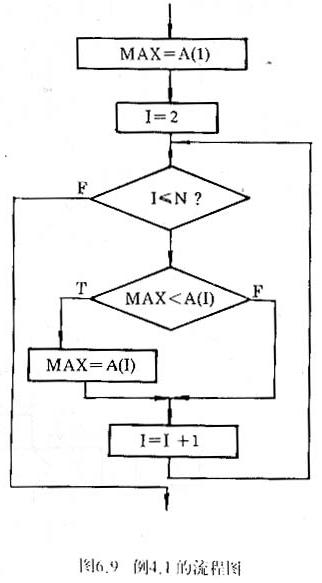 MAX=A(1)
I=2
F
I≤N ?
T
MAX<A(I)
F
MAX=A(I)
I=I +1
图6.9 例4.1的流程图